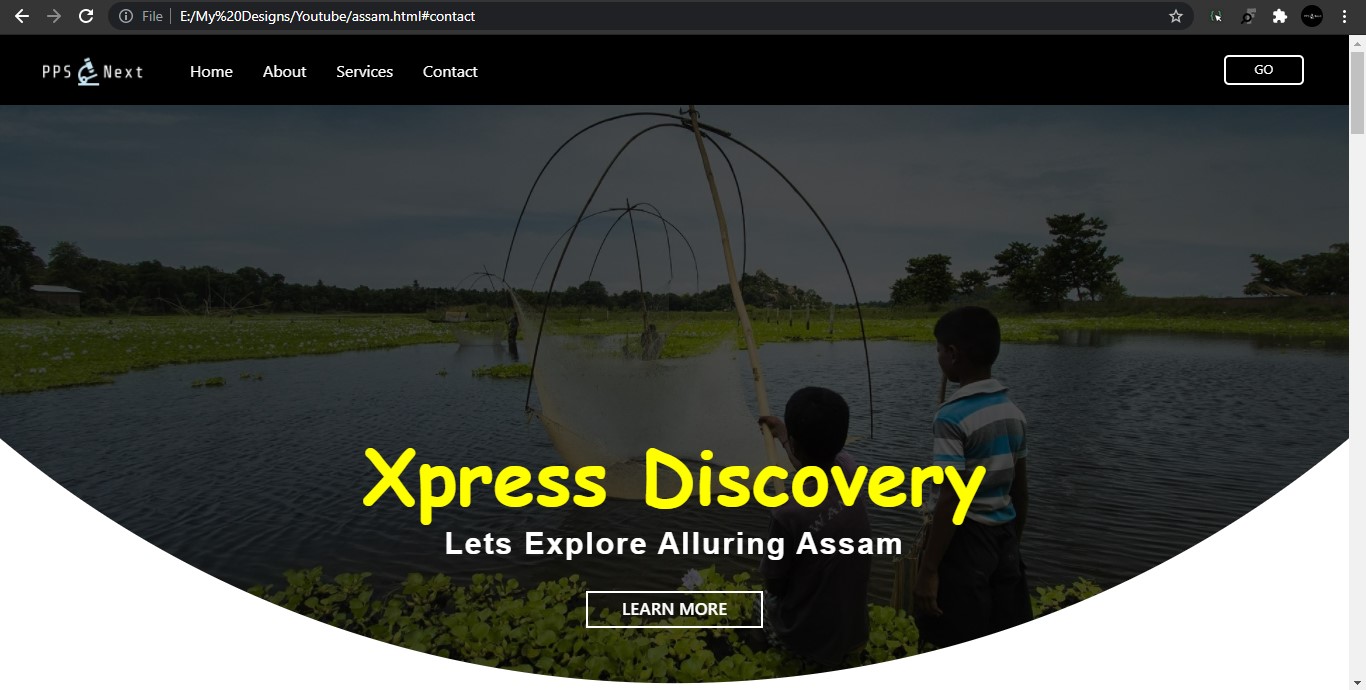 File E:/My%20Designs/Youtube/assam.html#contact
PPS Next Home About Services Contact GO
Xpress Discovery
Lets Explore Alluring Assam
LEARN MORE